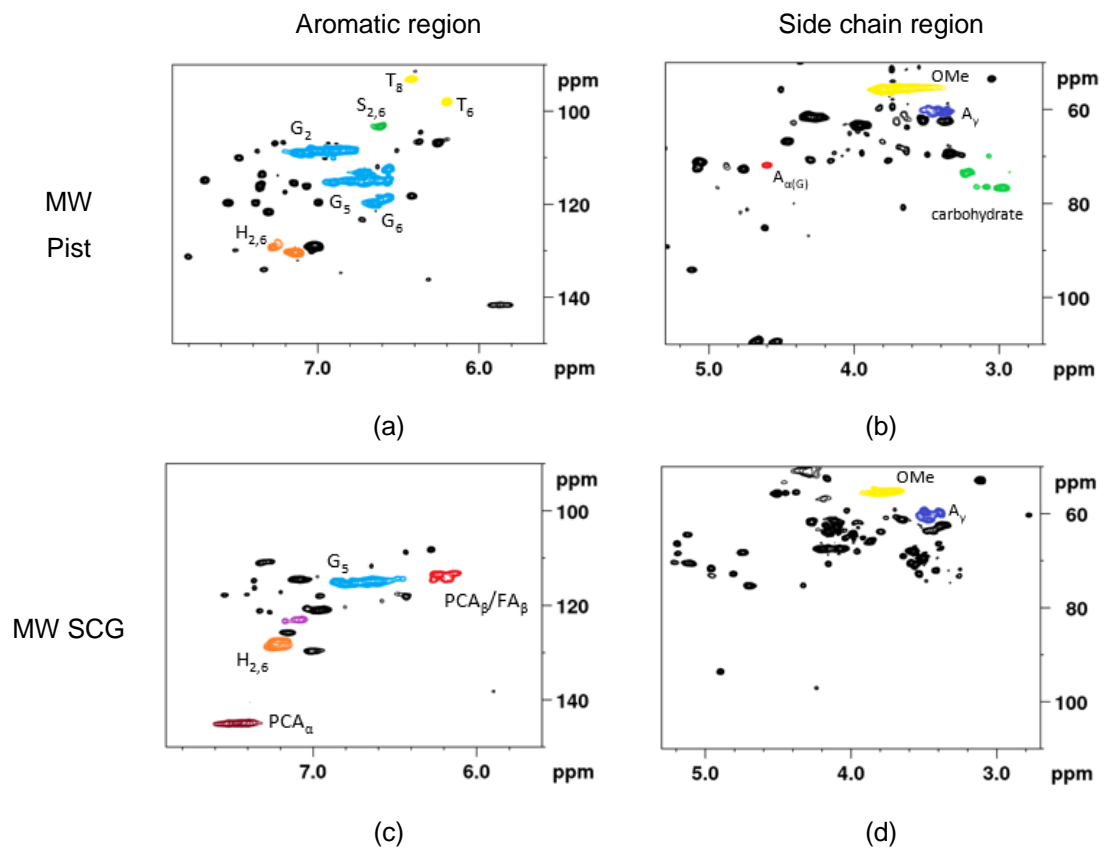 Aromatic region
Side chain region
MW
Pist
T8
T6
S2,6
G2
G5
G6
H2,6
ppm
100
120
140
7.0
6.0
ppm
(a)
OMe
Aγ
Aα(G)
carbohydrate
ppm
60
80
100
5.0
4.0
3.0
ppm
(b)
MW SCG
G5
PCAβ/FAβ
H2,6
PCAα
ppm
100
120
140
7.0
6.0
ppm
(c)
OMe
Aγ
ppm
60
80
100
5.0
4.0
3.0
ppm
(d)